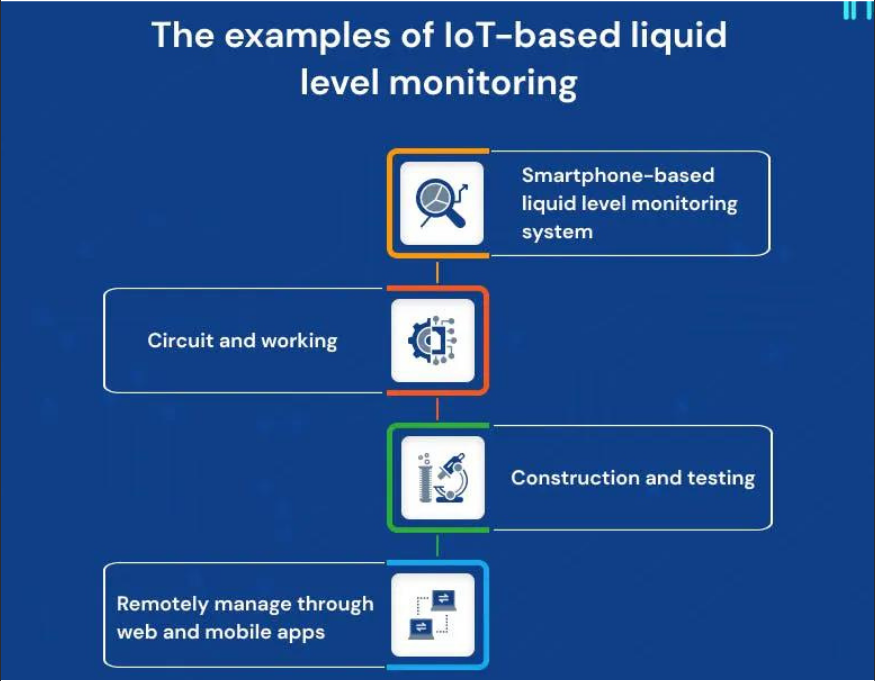 The examples of IoT-based liquid
level monitoring
Smartphone-based
liquid level monitoring
system
Circuit and working
Construction and testing
Remotely manage through
web and mobile apps